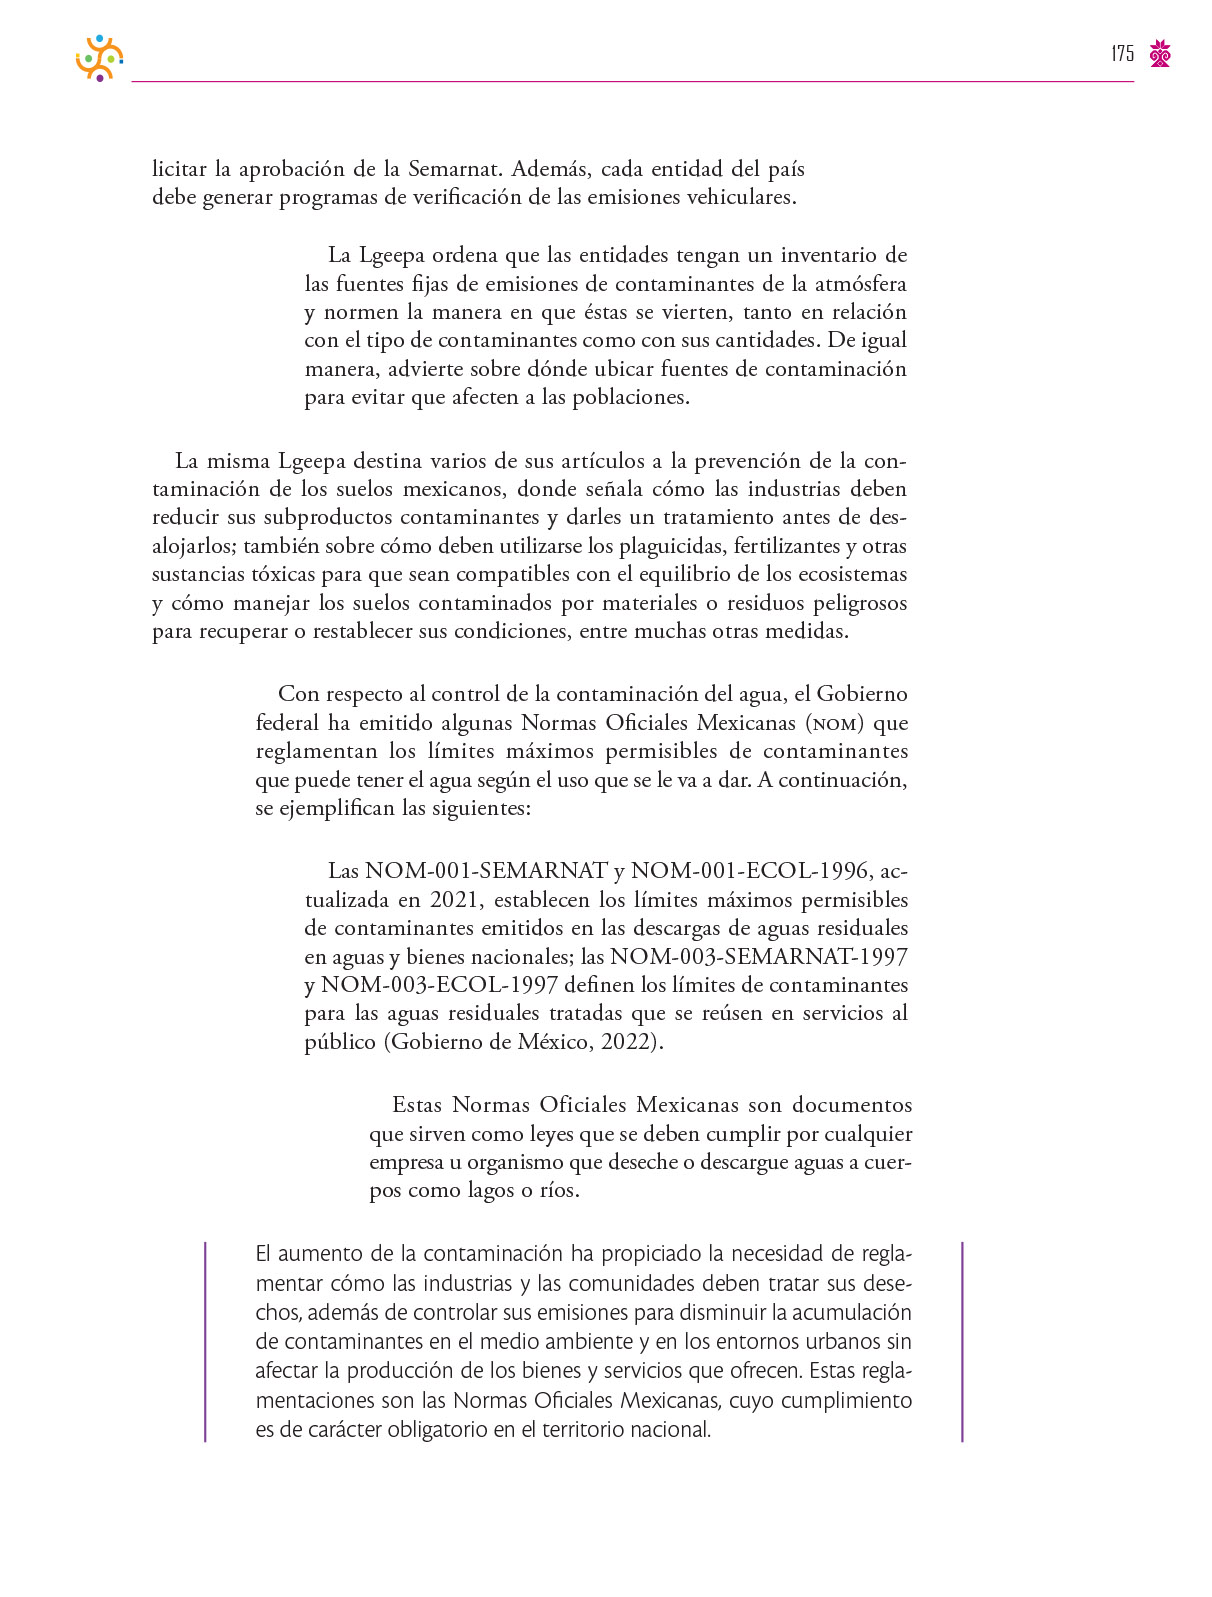 175
licitar la aprobación de la Semarnat. Además, cada entidad del país
debe generar programas de verificación de las emisiones vehiculares.
La Lgeepa ordena que las entidades tengan un inventario de
las fuentes fijas de emisiones de contaminantes de la atmósfera
y normen la manera en que éstas se vierten, tanto en relación
con el tipo de contaminantes como con sus cantidades. De igual
manera, advierte sobre dónde ubicar fuentes de contaminación
para evitar que afecten a las poblaciones.
La misma Lgeepa destina varios de sus artículos a la prevención de la con-
taminación de los suelos mexicanos, donde señala cómo las industrias deben
reducir sus subproductos contaminantes y darles un tratamiento antes de des-
alojarlos; también sobre cómo deben utilizarse los plaguicidas, fertilizantes y otras
sustancias tóxicas para que sean compatibles con el equilibrio de los ecosistemas
y cómo manejar los suelos contaminados por materiales o residuos peligrosos
para recuperar o restablecer sus condiciones, entre muchas otras medidas.
Con respecto al control de la contaminación del agua, el Gobierno
federal ha emitido algunas Normas Oficiales Mexicanas (NOM) que
reglamentan los límites máximos permisibles de contaminantes
que puede tener el agua según el uso que se le va a dar. A continuación,
se ejemplifican las siguientes:
Las NOM-001-SEMARNAT y NOM-001-ECOL-1996, ac-
tualizada en 2021, establecen los límites máximos permisibles
de contaminantes emitidos en las descargas de aguas residuales
en aguas y bienes nacionales; las NOM-003-SEMARNAT-1997
y NOM-003-ECOL-1997 definen los límites de contaminantes
para las aguas residuales tratadas que se reúsen en servicios al
público (Gobierno de México, 2022).
Estas Normas Oficiales Mexicanas son documentos
que sirven como leyes que se deben cumplir por cualquier
empresa u organismo que deseche o descargue aguas a cuer-
pos como lagos o ríos.
El aumento de la contaminación ha propiciado la necesidad de regla-
mentar cómo las industrias y las comunidades deben tratar sus dese-
chos, además de controlar sus emisiones para disminuir la acumulación
de contaminantes en el medio ambiente y en los entornos urbanos sin
afectar la producción de los bienes y servicios que ofrecen. Estas regla-
mentaciones son las Normas Oficiales Mexicanas, cuyo cumplimiento
es de carácter obligatorio en el territorio nacional.